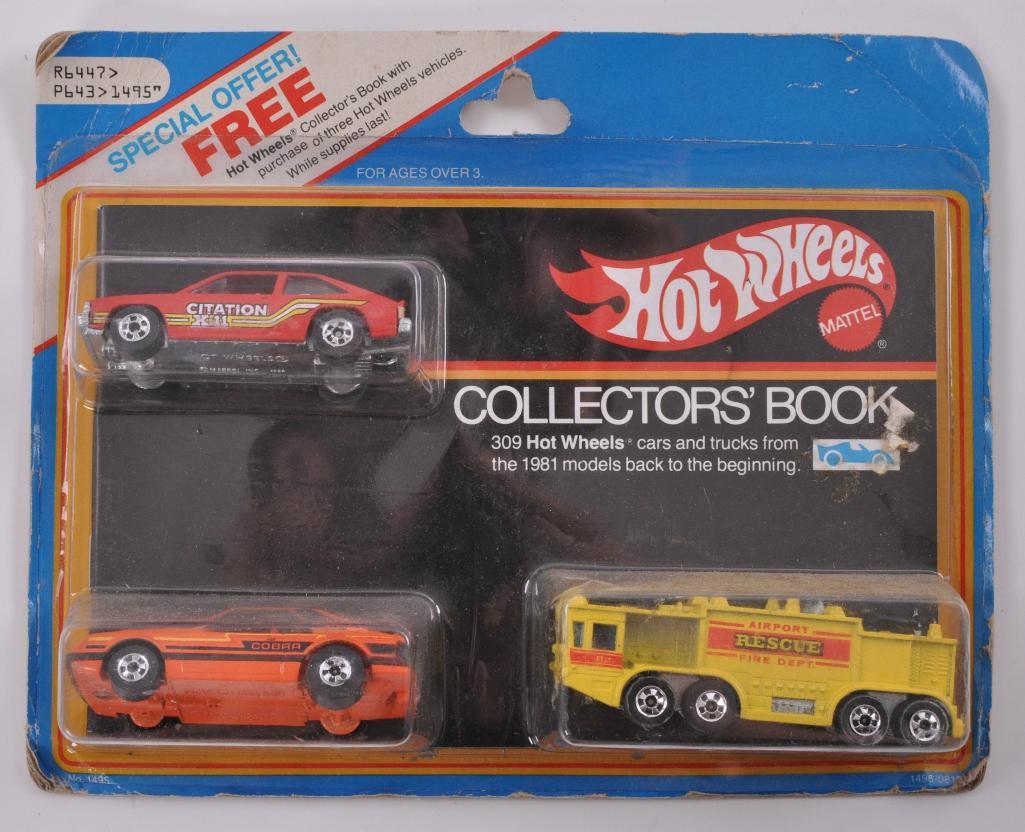 R6447>
P643>1495"
SPECIAL OFFER!
FREE
Hot Wheels® Collector's Book with
purchase of three Hot Wheels vehicles.
While supplies last!
FOR AGES OVER 3.
HOT WHEELS®
MATTEL
®
CITATION
X-11
COLLECTORS' BOOK
309 Hot Wheels® cars and trucks from
the 1981 models back to the beginning.
COBRA
AIRPORT
RESCUE
FIRE DEPT.
No. 1495